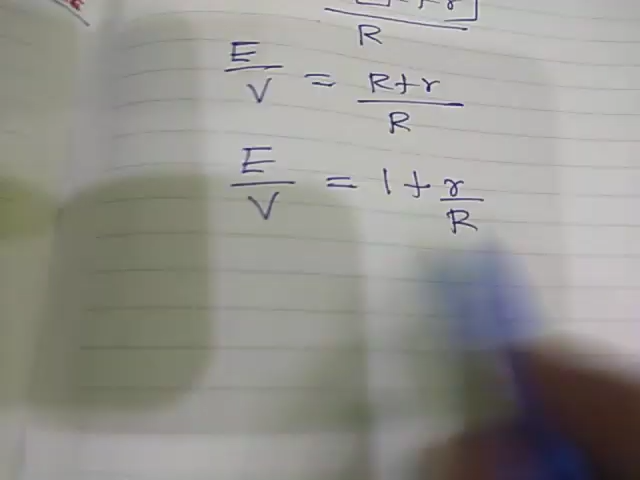 R
E/V = R+r/R
E/V = 1+r/R